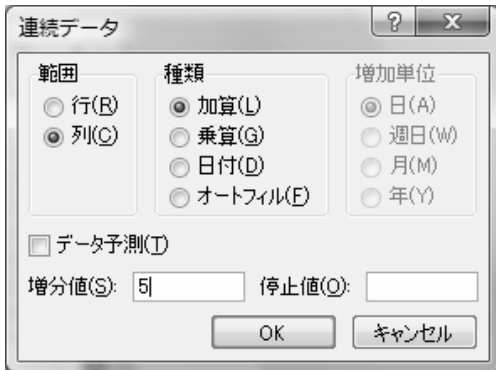 連続データ
範囲 種類 増加単位
行(R) 加算(L) 日(A)
列(C) 乗算(G) 週日(W)
日付(D) 月(M)
オートフィル(F) 年(Y)
データ予測(T)
増分値(S): 5 停止値(O):
OK キャンセル